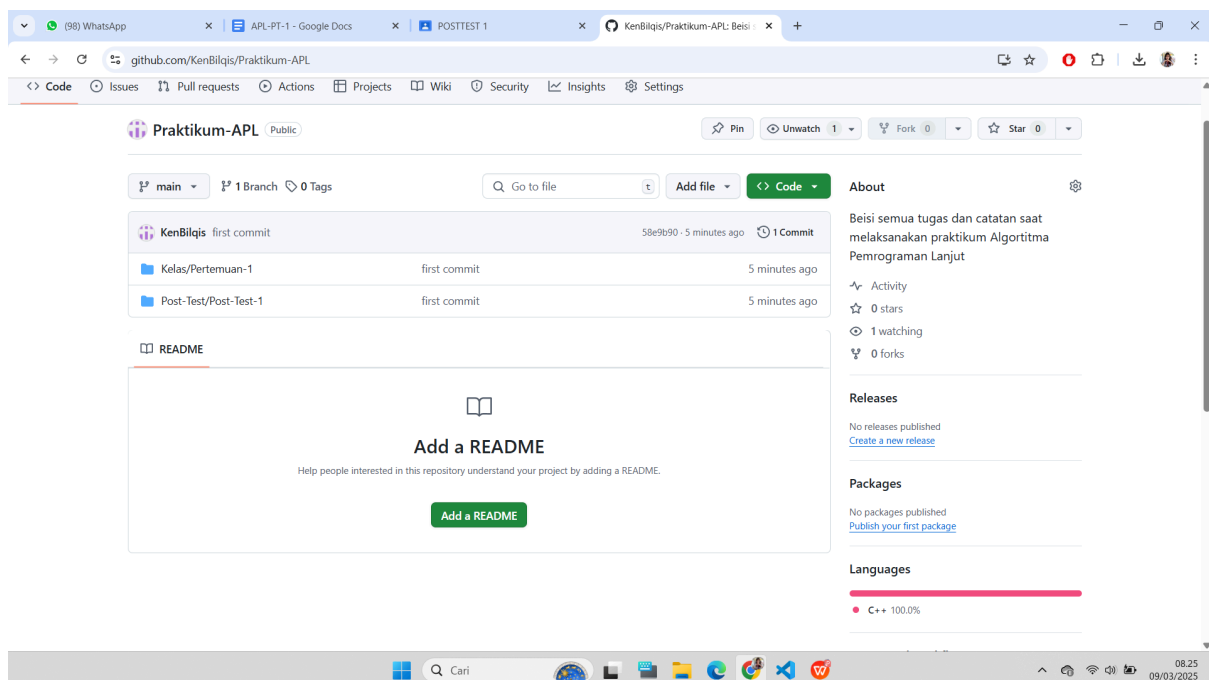 (98) WhatsApp
APL-PT-1 - Google Docs
POSTTEST 1
KenBilqis/Praktikum-APL: Beisi s
github.com/KenBilqis/Praktikum-APL
Code Issues Pull requests Actions Projects Wiki Security Insights Settings
Praktikum-APL Public
Pin Unwatch 1 Fork 0 Star 0
main 1 Branch 0 Tags Go to file t Add file Code
About
Beisi semua tugas dan catatan saat
melaksanakan praktikum Algortitma
Pemrograman Lanjut
KenBilqis first commit 58e9b90 · 5 minutes ago 1 Commit
Kelas/Pertemuan-1 first commit 5 minutes ago
Post-Test/Post-Test-1 first commit 5 minutes ago
Activity
0 stars
1 watching
0 forks
README
Add a README
Help people interested in this repository understand your project by adding a README.
Add a README
Releases
No releases published
Create a new release
Packages
No packages published
Publish your first package
Languages
C++ 100.0%
Cari
08.25
09/03/2025